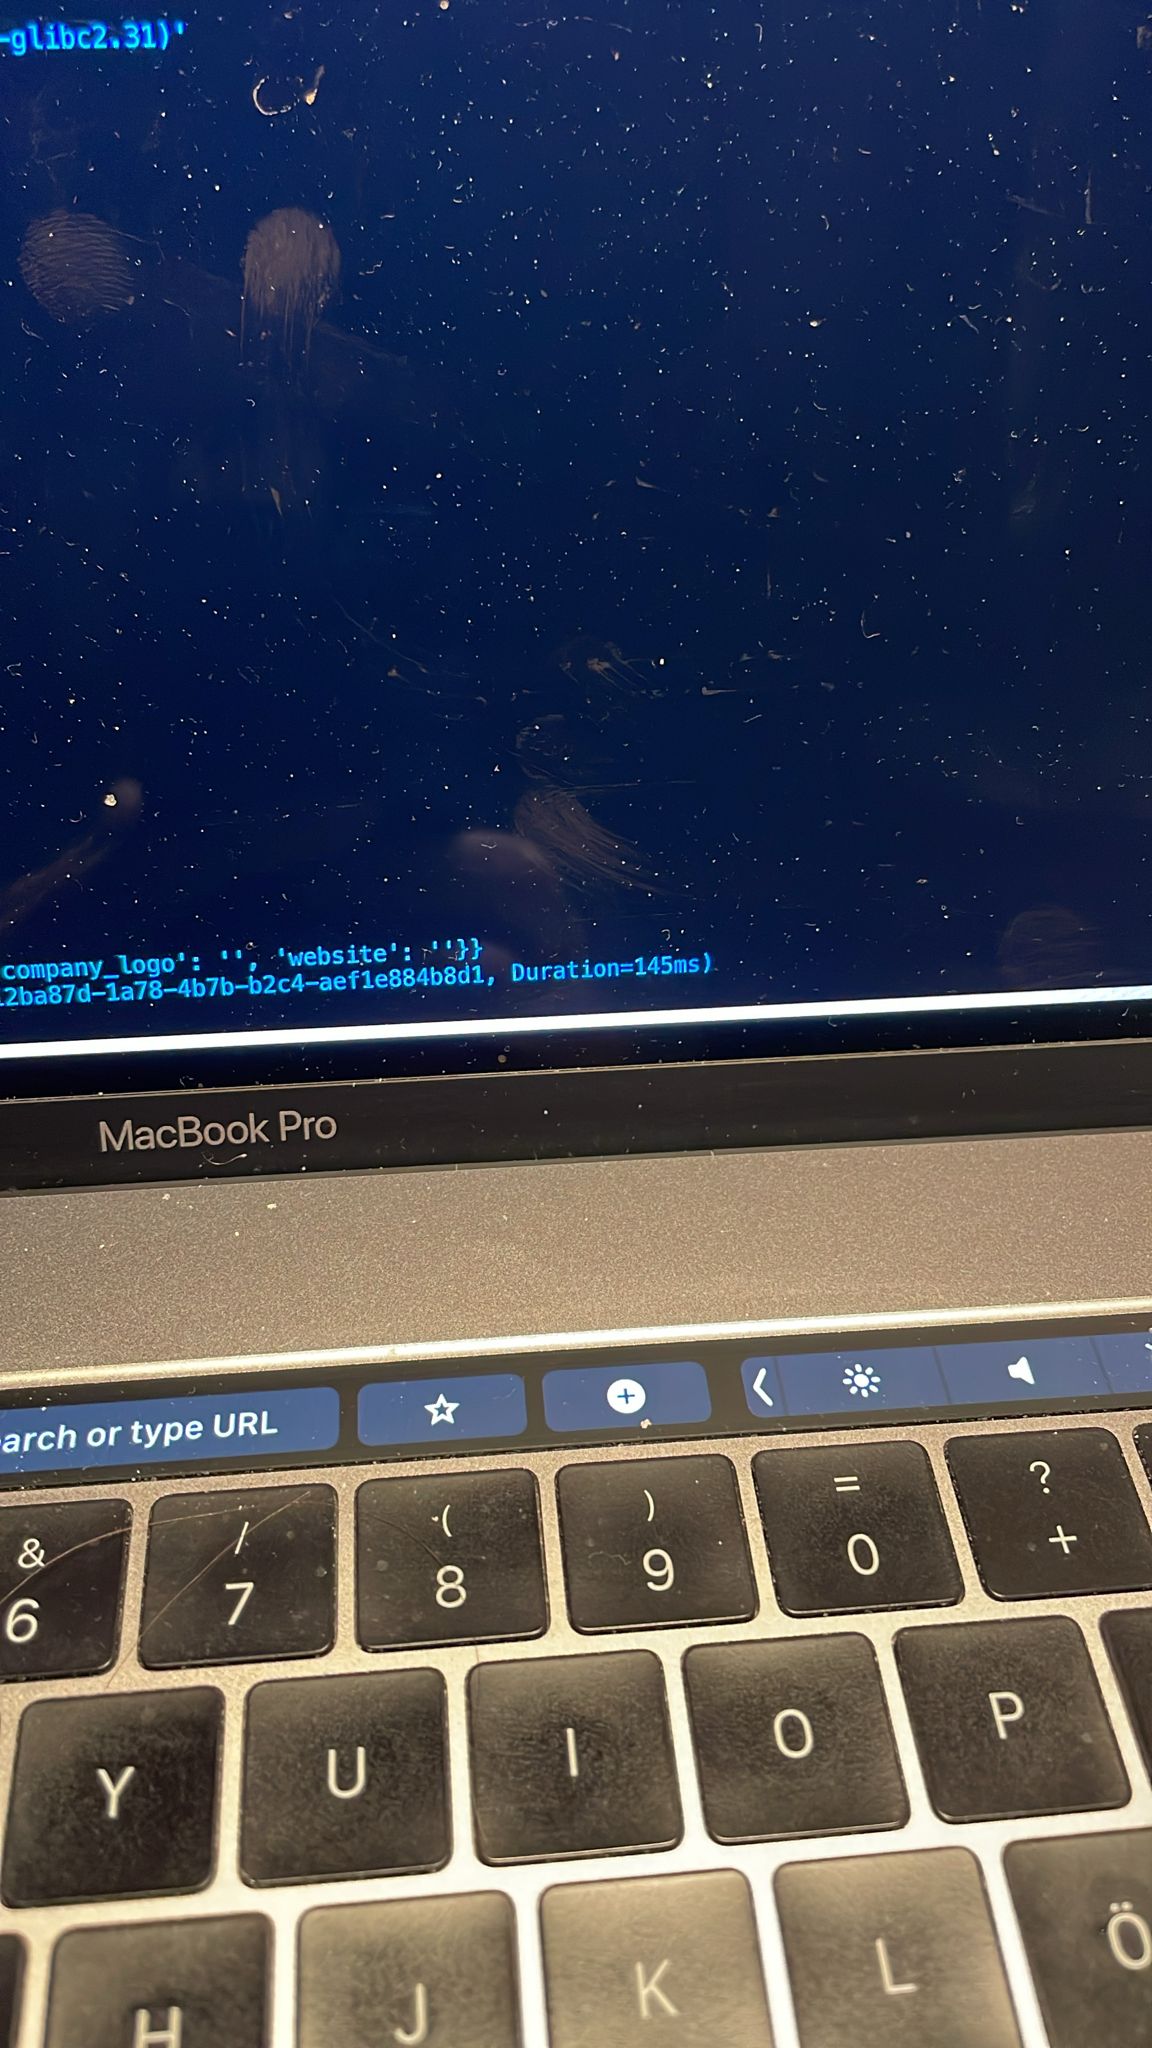 -glibc2.31)'
company_logo': '', 'website': ''}}
2ba87d-1a78-4b7b-b2c4-aef1e884b8d1, Duration=145ms)
MacBook Pro
earch or type URL
& / ( ) = ?
6 7 8 9 0 +
Y U I O P
H J K L Ö